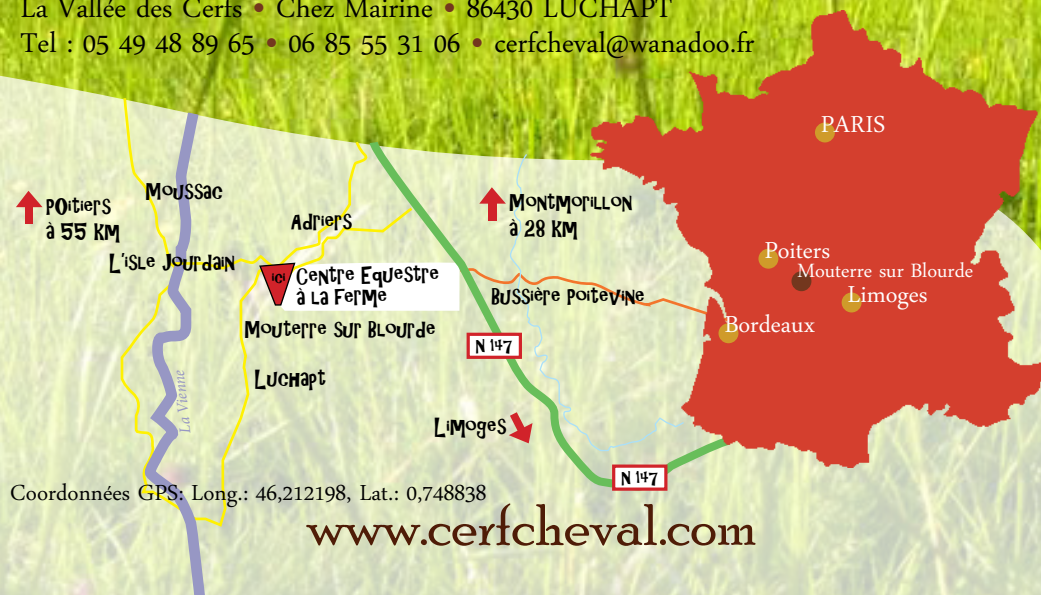 La Vallée des Cerfs • Chez Mairine • 86430 LUCHAPT
Tel : 05 49 48 89 65 • 06 85 55 31 06 • cerfcheval@wanadoo.fr
PARIS
Moussac
Poitiers
à 55 KM
Montmorillon
à 28 KM
Adriers
L'isle Jourdain
ici
Centre Equestre
à la Ferme
Bussière Poitevine
Mouterre sur Blourde
N 147
Luchapt
La Vienne
Limoges
N 147
Poiters
Mouterre sur Blourde
Limoges
Bordeaux
Coordonnées GPS: Long.: 46,212198, Lat.: 0,748838
www.cerfcheval.com